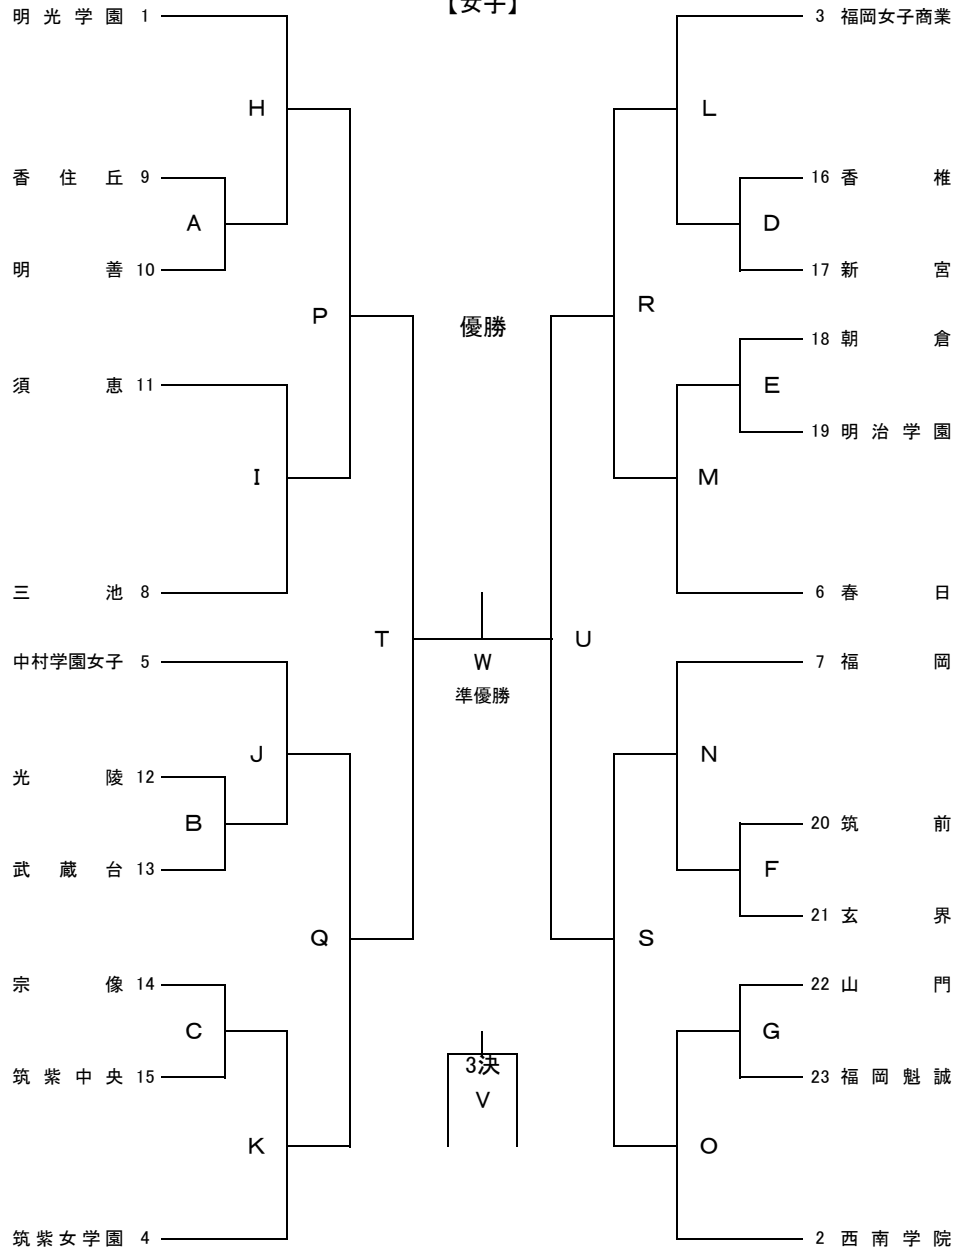 【女子】
明光学園 1
H
香住丘 9
A
明善 10
P
須恵 11
I
三池 8
T
中村学園女子 5
J
光陵 12
B
武蔵台 13
Q
宗像 14
C
筑紫中央 15
K
筑紫女学園 4
優勝
W
準優勝
3決
V
3 福岡女子商業
L
16 香椎
D
17 新宮
R
18 朝倉
E
19 明治学園
M
6 春日
U
7 福岡
N
20 筑前
F
21 玄界
S
22 山門
G
23 福岡魁誠
O
2 西南学院